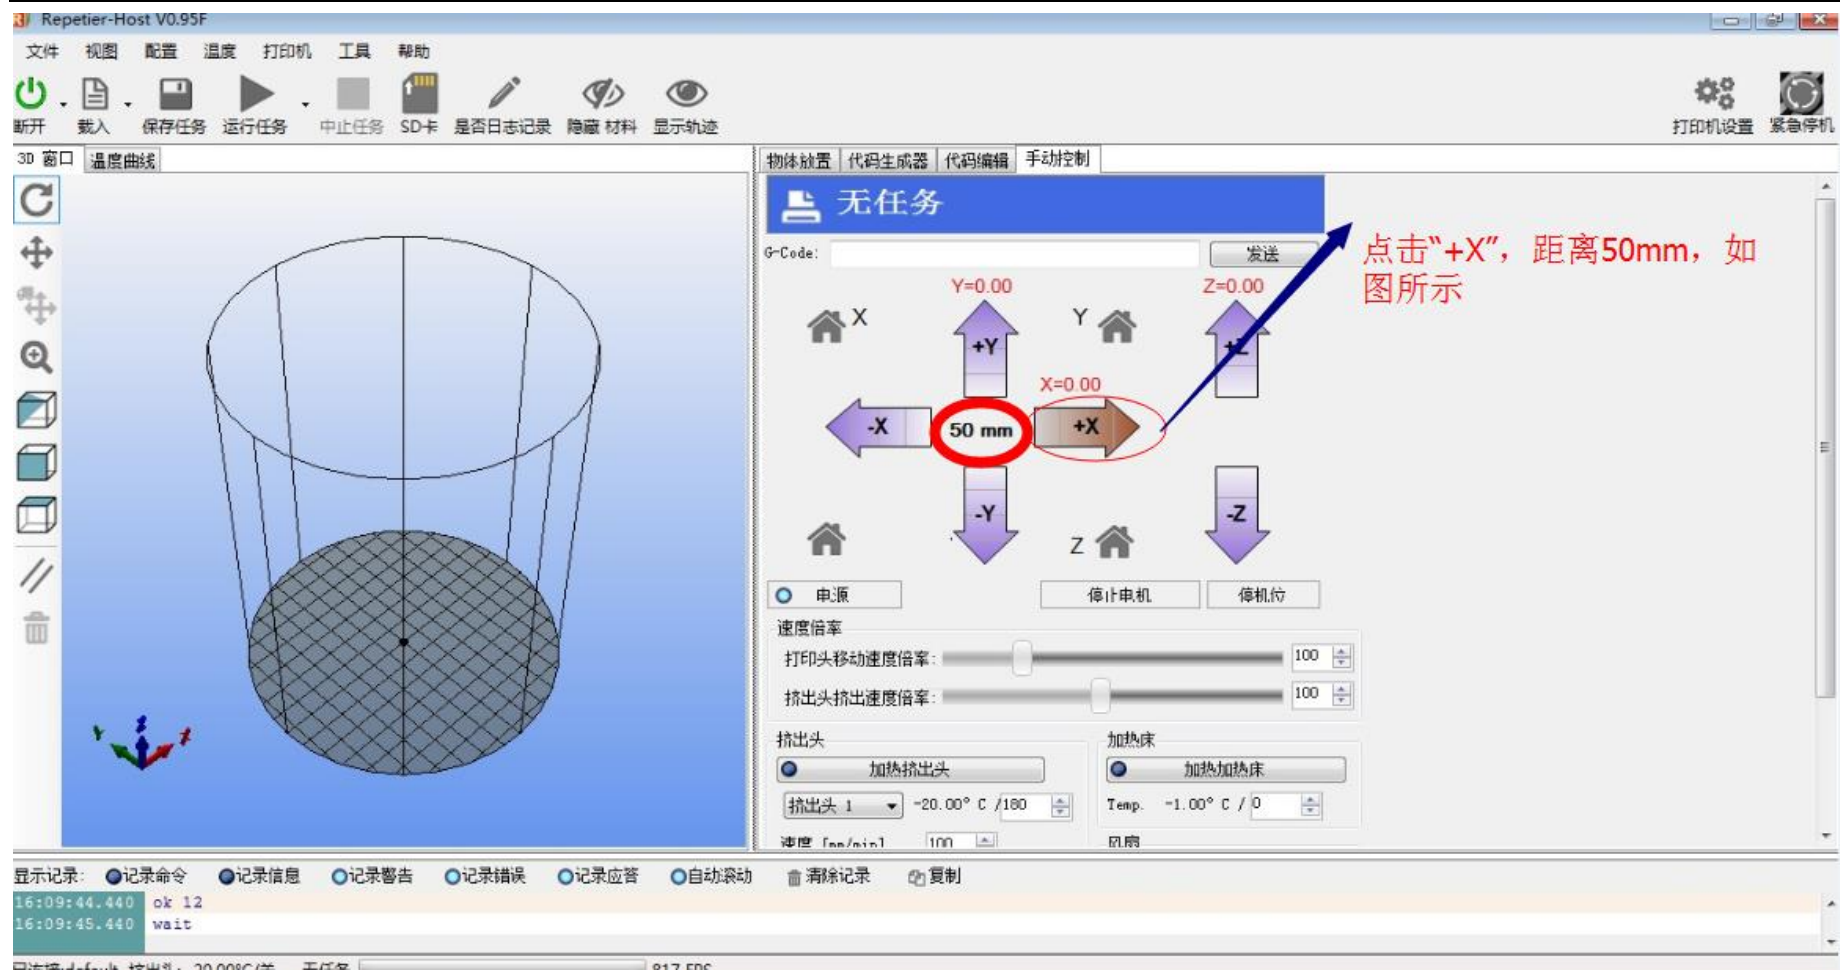 Repetier-Host V0.95F
文件 视图 配置 温度 打印机 工具 帮助
断开 载入 保存任务 运行任务 中止任务 SD卡 是否日志记录 隐藏 材料 显示轨迹 打印机设置 紧急停机
3D 窗口 温度曲线
物体放置 代码生成器 代码编辑 手动控制
无任务
G-Code: 发送
点击“+X”，距离50mm，如
图所示
Y=0.00 Z=0.00
X Y
+Y +Z
X=0.00
-X 50 mm +X
-Y -Z
Z
电源 停止电机 停机位
速度倍率
打印头移动速度倍率: 100
挤出头挤出速度倍率: 100
挤出头 加热床
加热挤出头 加热加热床
挤出头 1 -20.00° C /180 Temp. -1.00° C / 0
速度 [mm/min] 100 风扇
显示记录: 记录命令 记录信息 记录警告 记录错误 记录应答 自动滚动 清除记录 复制
16:09:44.440 ok 12
16:09:45.440 wait
817 FPS